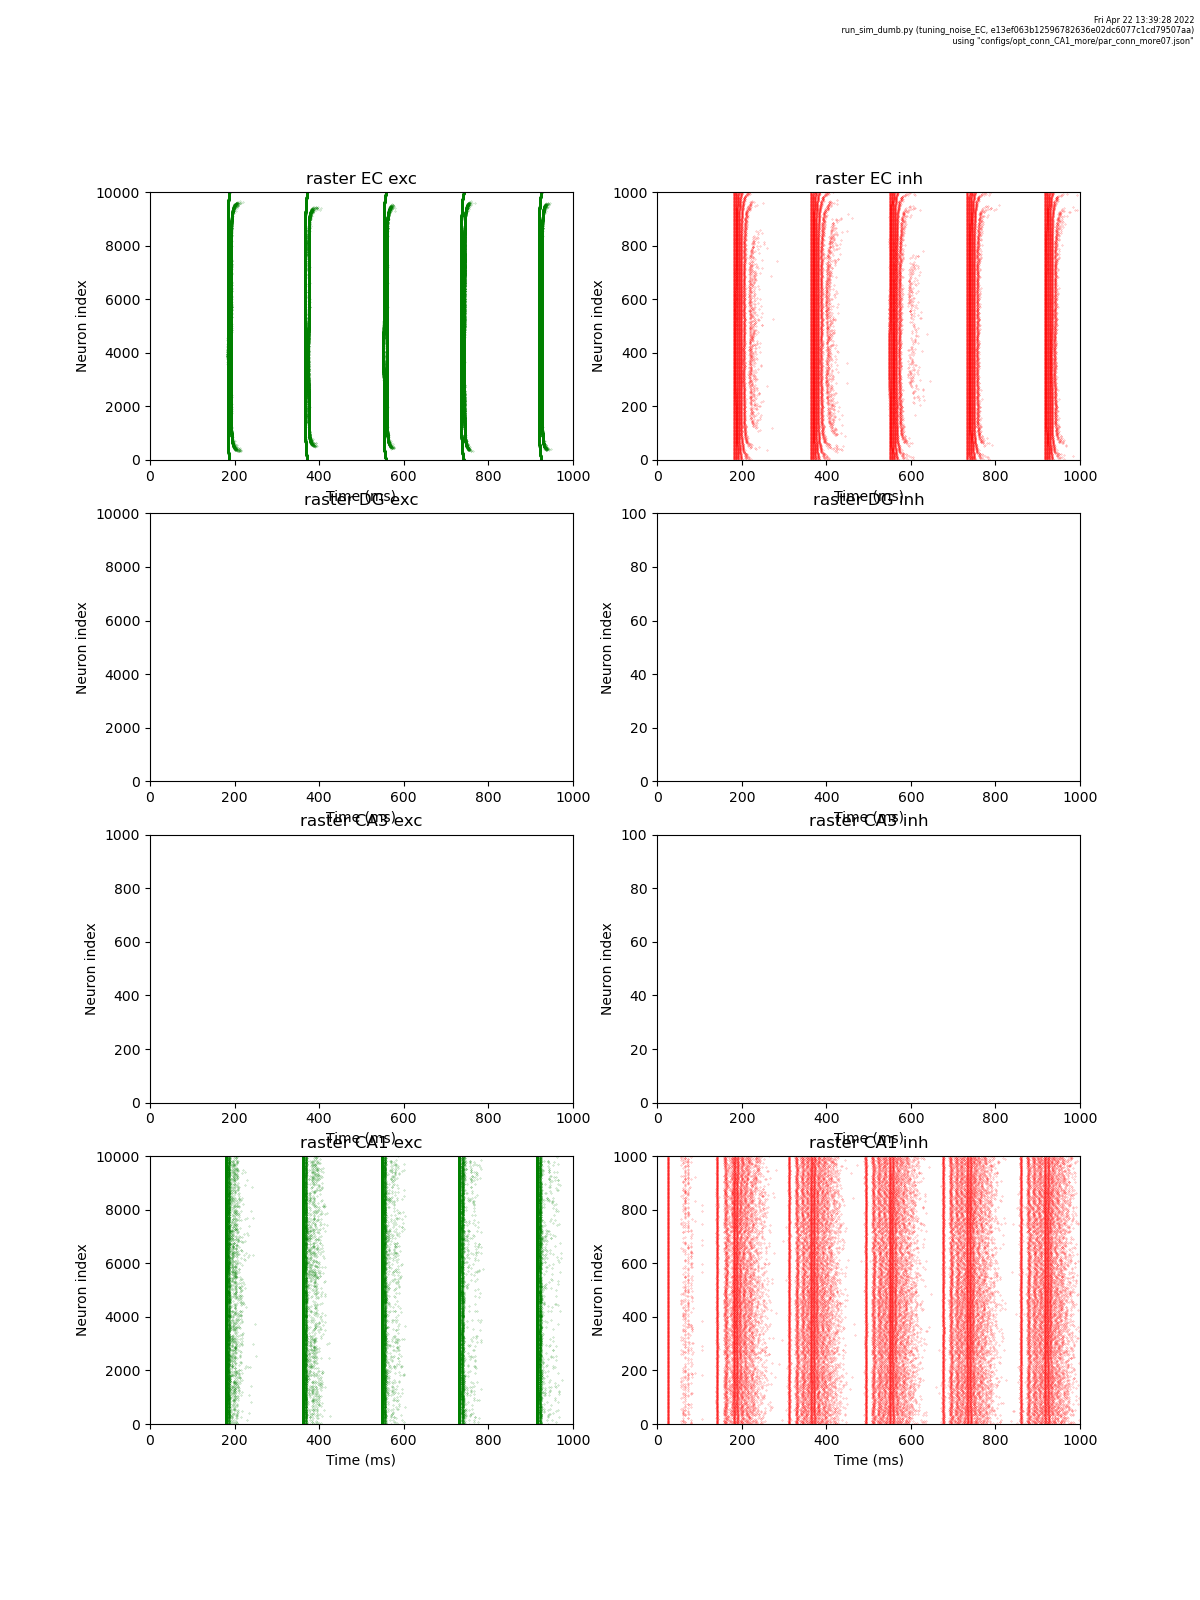 Fri Apr 22 13:39:28 2022
run_sim_dumb.py (tuning_noise_EC, e13ef063b12596782636e02dc6077c1cd79507aa)
using "configs/opt_conn_CA1_more/par_conn_more07.json"
raster EC exc
raster EC inh
10000
8000
6000
4000
2000
0
Neuron index
0 200 400 600 800 1000
Time (ms)
1000
800
600
400
200
0
Neuron index
0 200 400 600 800 1000
Time (ms)
raster DG exc
raster DG inh
10000
8000
6000
4000
2000
0
Neuron index
0 200 400 600 800 1000
Time (ms)
100
80
60
40
20
0
Neuron index
0 200 400 600 800 1000
Time (ms)
raster CA3 exc
raster CA3 inh
1000
800
600
400
200
0
Neuron index
0 200 400 600 800 1000
Time (ms)
100
80
60
40
20
0
Neuron index
0 200 400 600 800 1000
Time (ms)
raster CA1 exc
raster CA1 inh
10000
8000
6000
4000
2000
0
Neuron index
0 200 400 600 800 1000
Time (ms)
1000
800
600
400
200
0
Neuron index
0 200 400 600 800 1000
Time (ms)